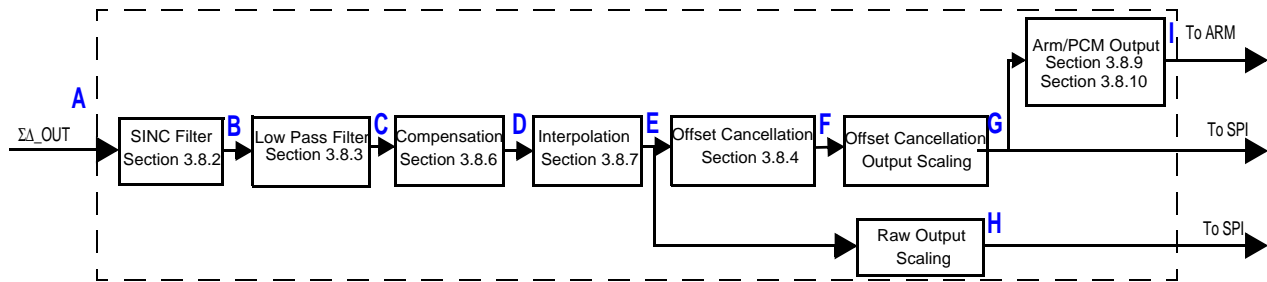 A
ΣΔ_OUT
SINC Filter
Section 3.8.2
B
Low Pass Filter
Section 3.8.3
C
Compensation
Section 3.8.6
D
Interpolation
Section 3.8.7
E
Offset Cancellation
Section 3.8.4
F
Offset Cancellation
Output Scaling
G
Arm/PCM Output
Section 3.8.9
Section 3.8.10
I
To ARM
To SPI
Raw Output
Scaling
H
To SPI